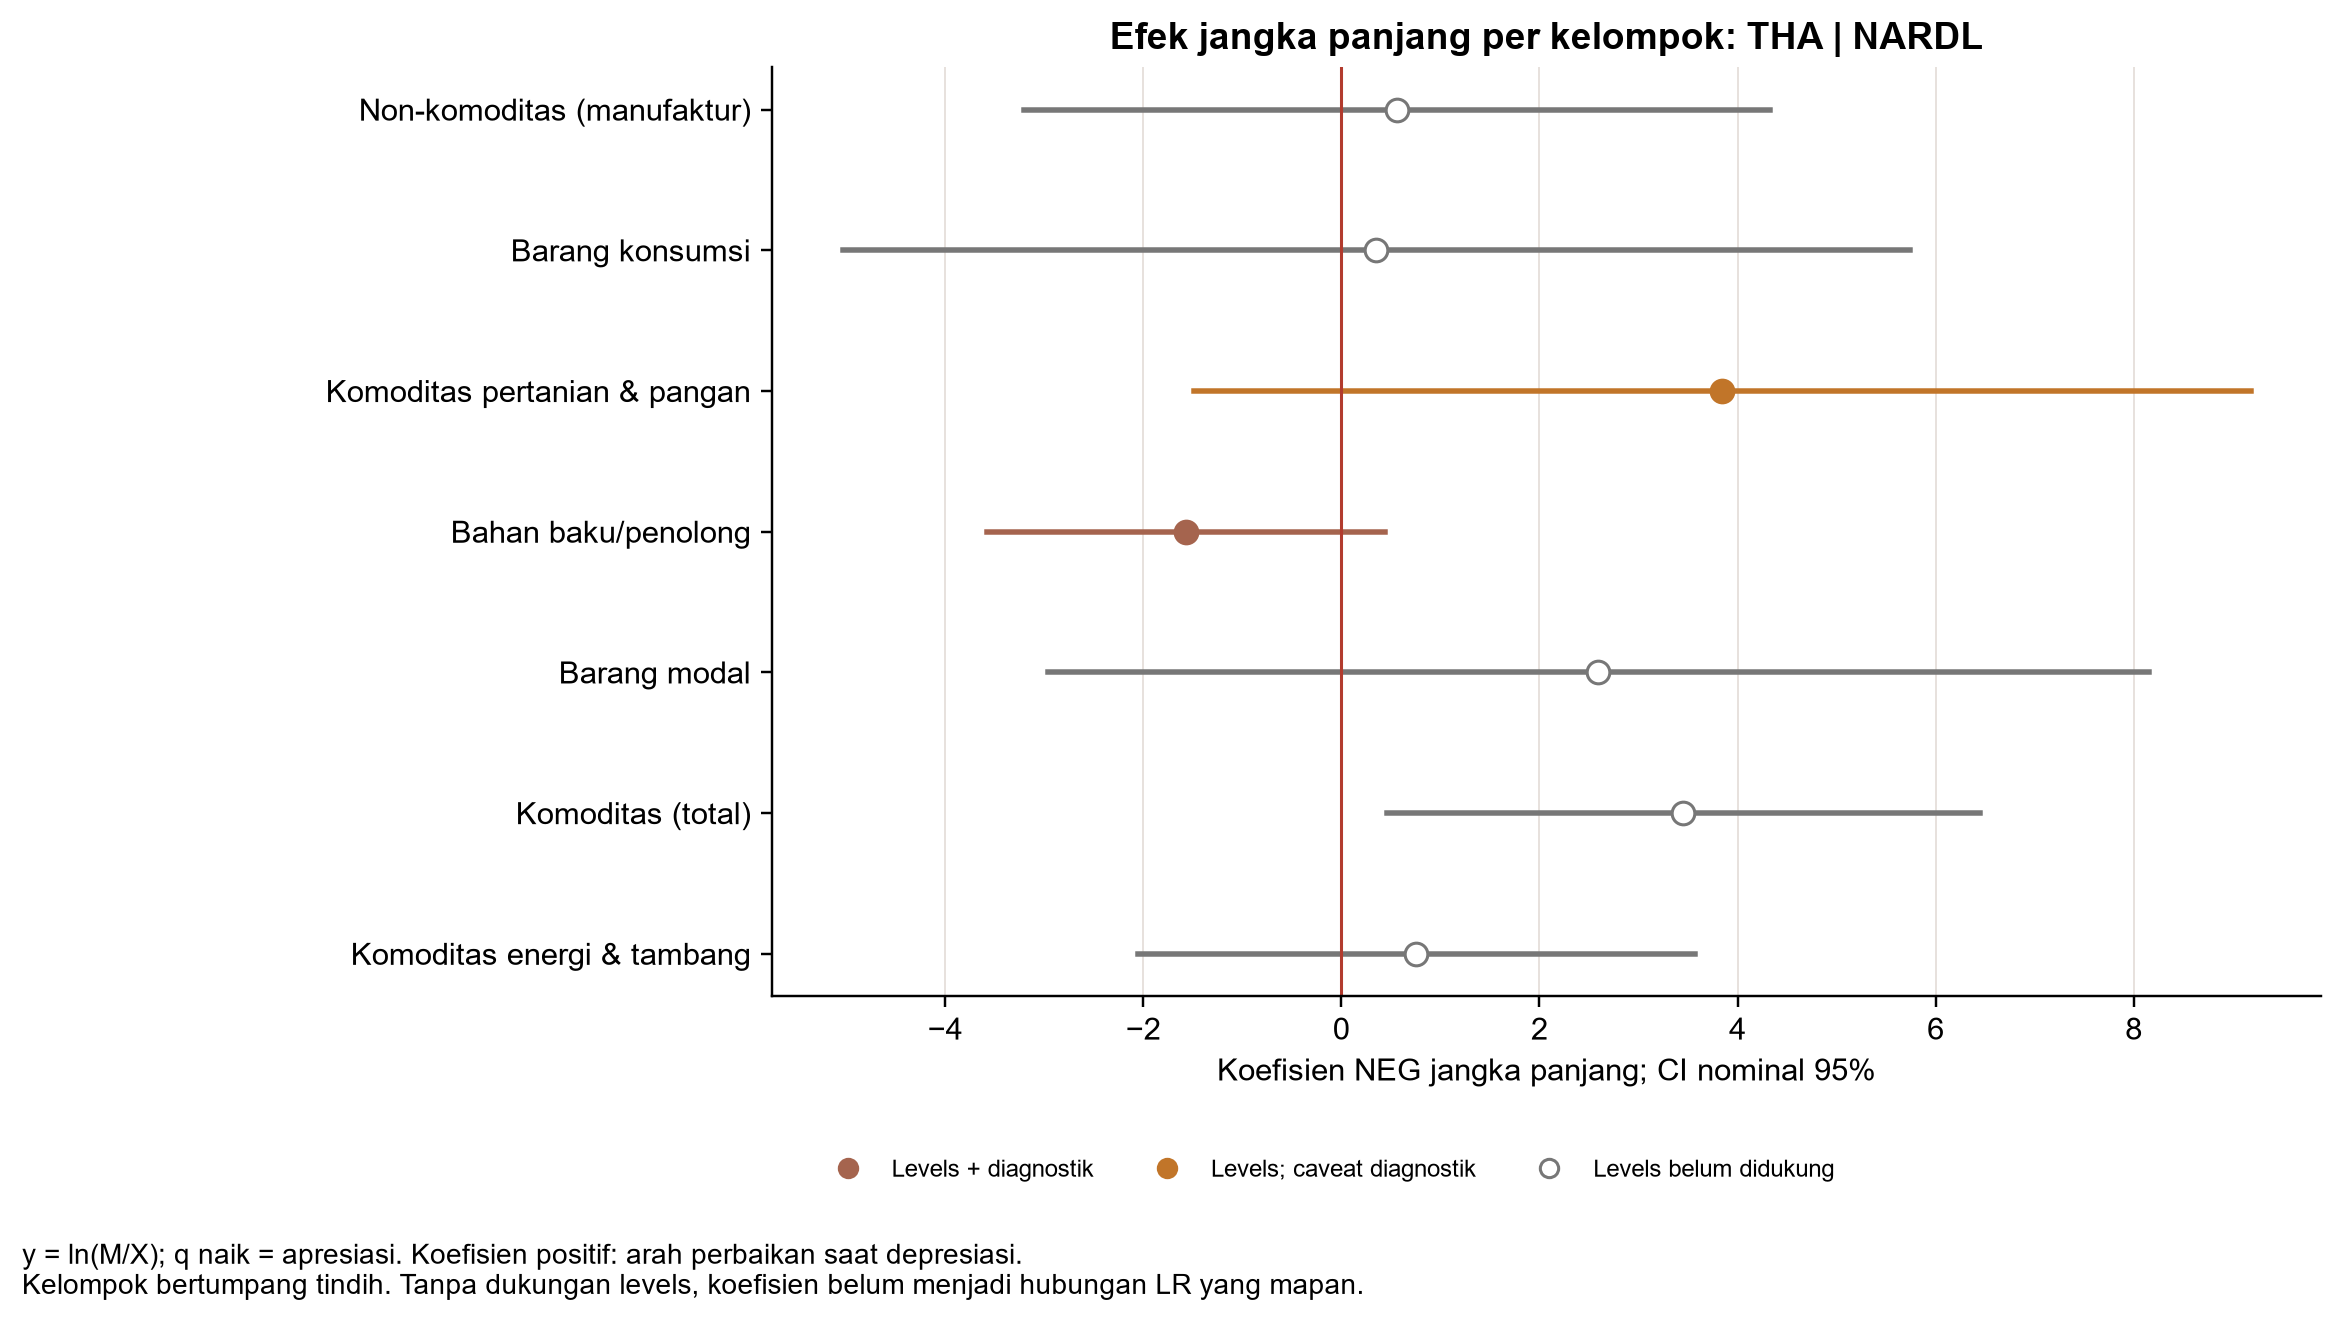 Efek jangka panjang per kelompok: THA | NARDL
Non-komoditas (manufaktur)
Barang konsumsi
Komoditas pertanian & pangan
Bahan baku/penolong
Barang modal
Komoditas (total)
Komoditas energi & tambang
−4 −2 0 2 4 6 8
Koefisien NEG jangka panjang; CI nominal 95%
Levels + diagnostik Levels; caveat diagnostik Levels belum didukung
y = ln(M/X); q naik = apresiasi. Koefisien positif: arah perbaikan saat depresiasi.
Kelompok bertumpang tindih. Tanpa dukungan levels, koefisien belum menjadi hubungan LR yang mapan.